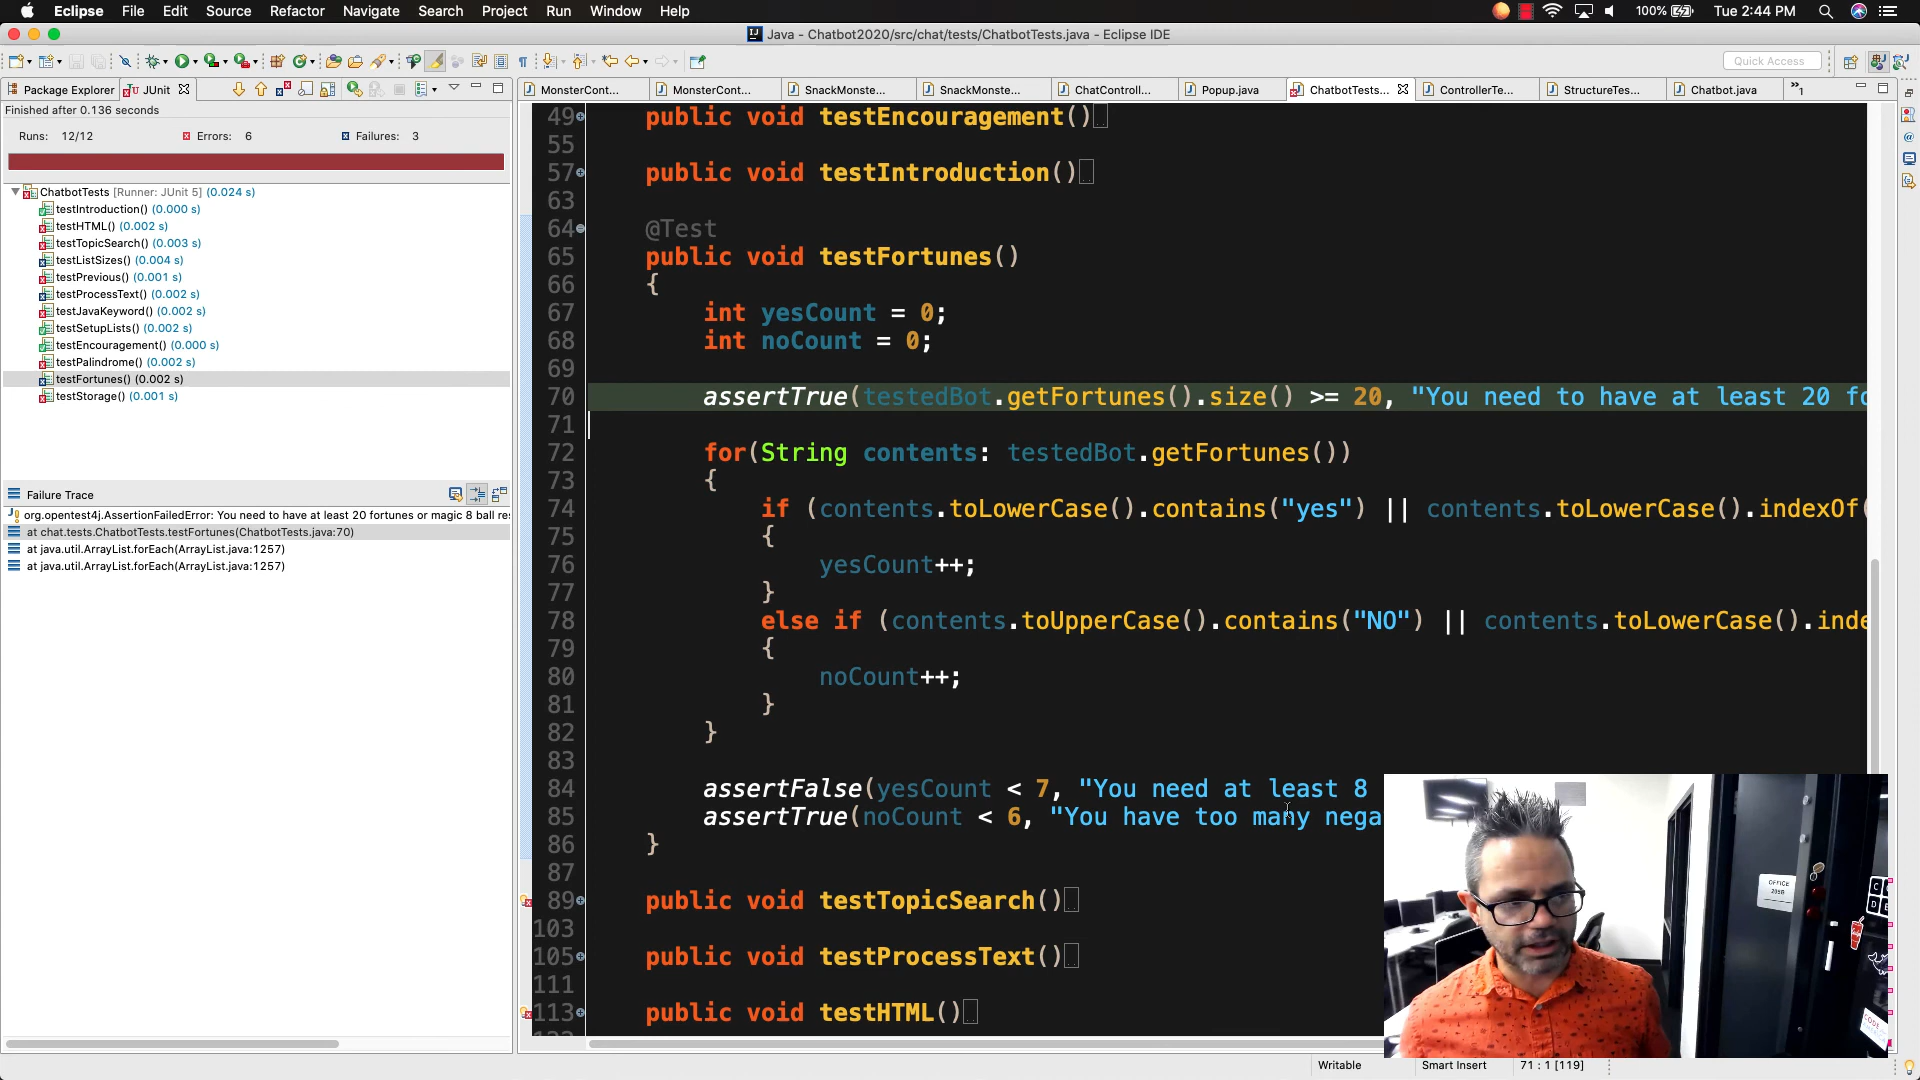 Eclipse File Edit Source Refactor Navigate Search Project Run Window Help 100% Tue 2:44 PM
Java - Chatbot2020/src/chat/tests/ChatbotTests.java - Eclipse IDE
Quick Access
Package Explorer JUnit
MonsterCont... MonsterCont... SnackMonste... SnackMonste... ChatControll... Popup.java ChatbotTests... ControllerTe... StructureTes... Chatbot.java »1
Finished after 0.136 seconds
Runs: 12/12 Errors: 6 Failures: 3
ChatbotTests [Runner: JUnit 5] (0.024 s)
testIntroduction() (0.000 s)
testHTML() (0.002 s)
testTopicSearch() (0.003 s)
testListSizes() (0.004 s)
testPrevious() (0.001 s)
testProcessText() (0.002 s)
testJavaKeyword() (0.002 s)
testSetupLists() (0.002 s)
testEncouragement() (0.000 s)
testPalindrome() (0.002 s)
testFortunes() (0.002 s)
testStorage() (0.001 s)
Failure Trace
org.opentest4j.AssertionFailedError: You need to have at least 20 fortunes or magic 8 ball res
at chat.tests.ChatbotTests.testFortunes(ChatbotTests.java:70)
at java.util.ArrayList.forEach(ArrayList.java:1257)
at java.util.ArrayList.forEach(ArrayList.java:1257)
49 public void testEncouragement()
55
57 public void testIntroduction()
63
64 @Test
65 public void testFortunes()
66 {
67 int yesCount = 0;
68 int noCount = 0;
69
70 assertTrue(testedBot.getFortunes().size() >= 20, "You need to have at least 20 fo
71
72 for(String contents: testedBot.getFortunes())
73 {
74 if (contents.toLowerCase().contains("yes") || contents.toLowerCase().indexOf(
75 {
76 yesCount++;
77 }
78 else if (contents.toUpperCase().contains("NO") || contents.toLowerCase().inde
79 {
80 noCount++;
81 }
82 }
83
84 assertFalse(yesCount < 7, "You need at least 8
85 assertTrue(noCount < 6, "You have too many nega
86 }
87
89 public void testTopicSearch()
103
105 public void testProcessText()
111
113 public void testHTML()
OFFICE
205B
Writable Smart Insert 71 : 1 [119]